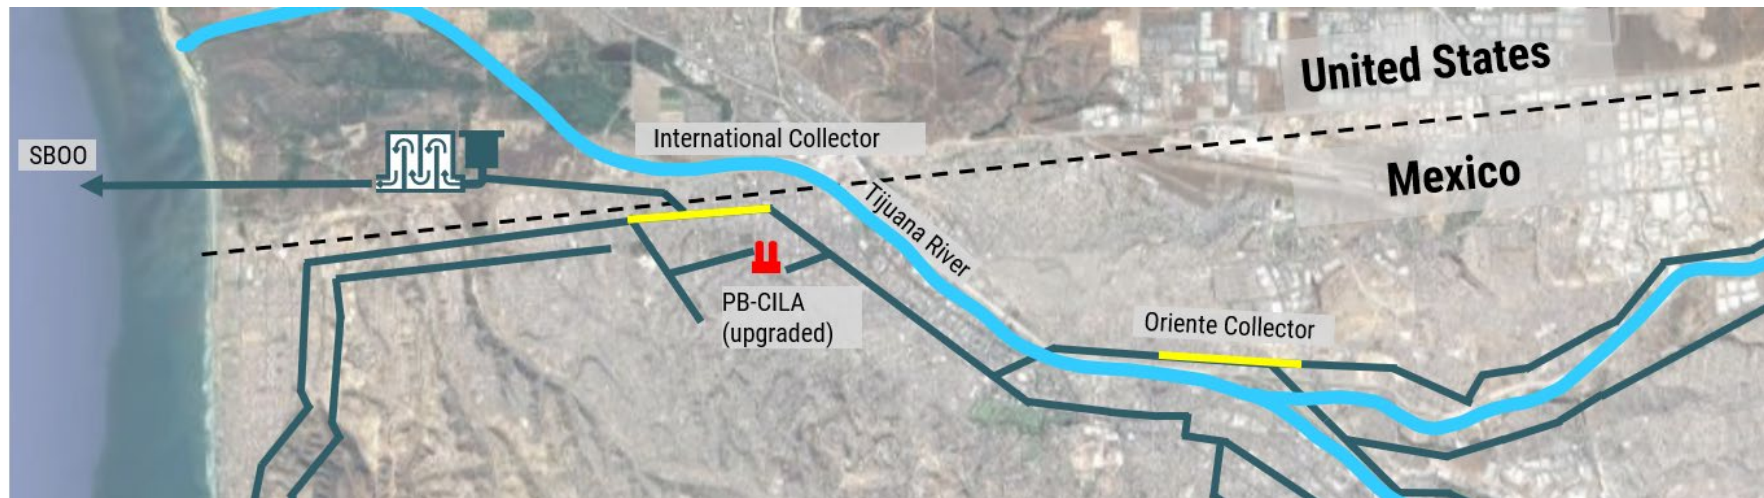 United States
International Collector
SBOO
Mexico
Tijuana River
PB-CILA
(upgraded)
Oriente Collector